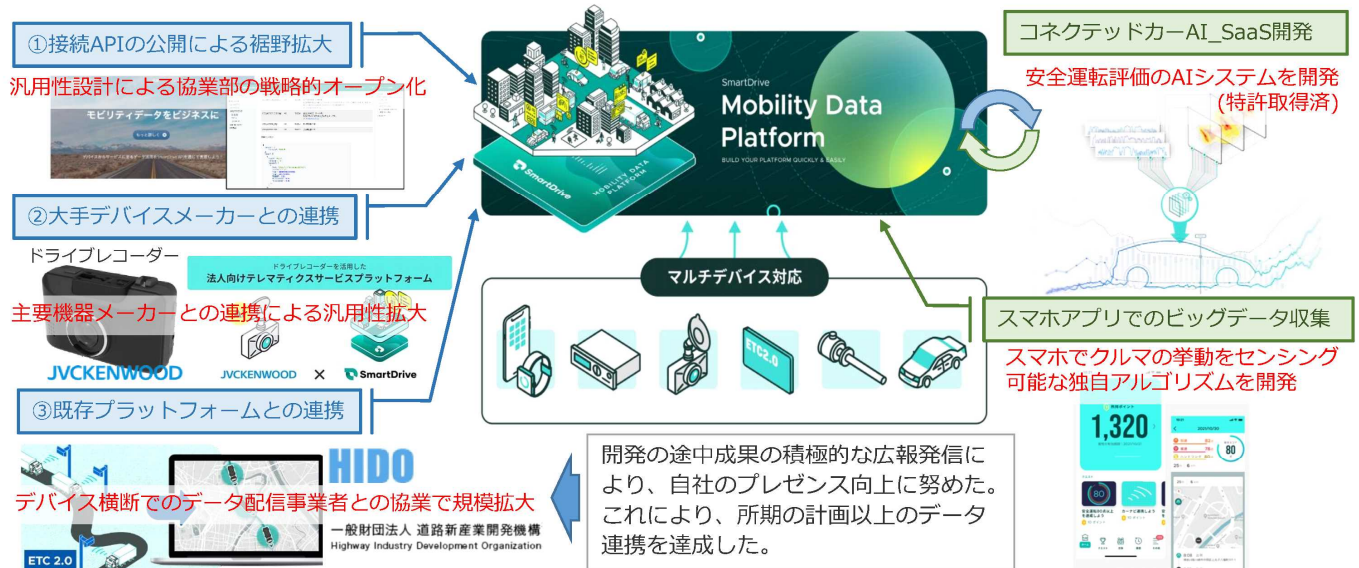 ①接続APIの公開による裾野拡大
汎用性設計による協業部の戦略的オープン化
モビリティデータをビジネスに
②大手デバイスメーカーとの連携
ドライブレコーダー
ドライブレコーダーを活用した
法人向けテレマティクスサービスプラットフォーム
主要機器メーカーとの連携による汎用性拡大
JVCKENWOOD
JVCKENWOOD × SmartDrive
③既存プラットフォームとの連携
HIDO
デバイス横断でのデータ配信事業者との協業で規模拡大
一般財団法人 道路新産業開発機構
Highway Industry Development Organization
ETC 2.0
SmartDrive
Mobility Data
Platform
BUILD YOUR PLATFORM QUICKLY & EASILY
SmartDrive
MOBILITY DATA
PLATFORM
マルチデバイス対応
ETC2.0
開発の途中成果の積極的な広報発信に
より、自社のプレゼンス向上に努めた。
これにより、所期の計画以上のデータ
連携を達成した。
コネクテッドカーAI_SaaS開発
安全運転評価のAIシステムを開発
(特許取得済)
スマホアプリでのビッグデータ収集
スマホでクルマの挙動をセンシング
可能な独自アルゴリズムを開発
1,320
80
80